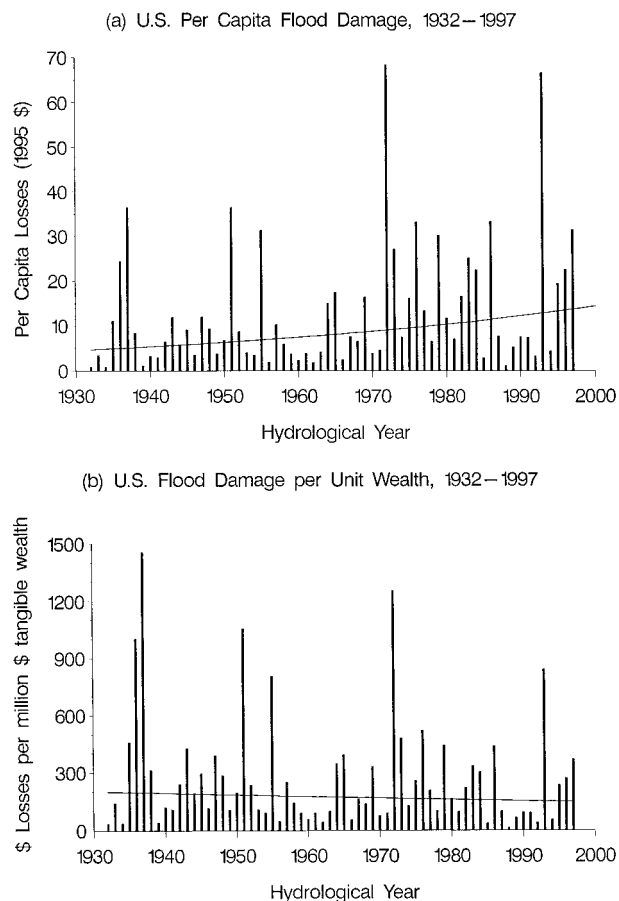 (a) U.S. Per Capita Flood Damage, 1932–1997
70
60
50
40
30
20
10
0
Per Capita Losses (1995 $)
1930 1940 1950 1960 1970 1980 1990 2000
Hydrological Year
(b) U.S. Flood Damage per Unit Wealth, 1932–1997
1500
1200
900
600
300
0
$ Losses per million $ tangible wealth
1930 1940 1950 1960 1970 1980 1990 2000
Hydrological Year